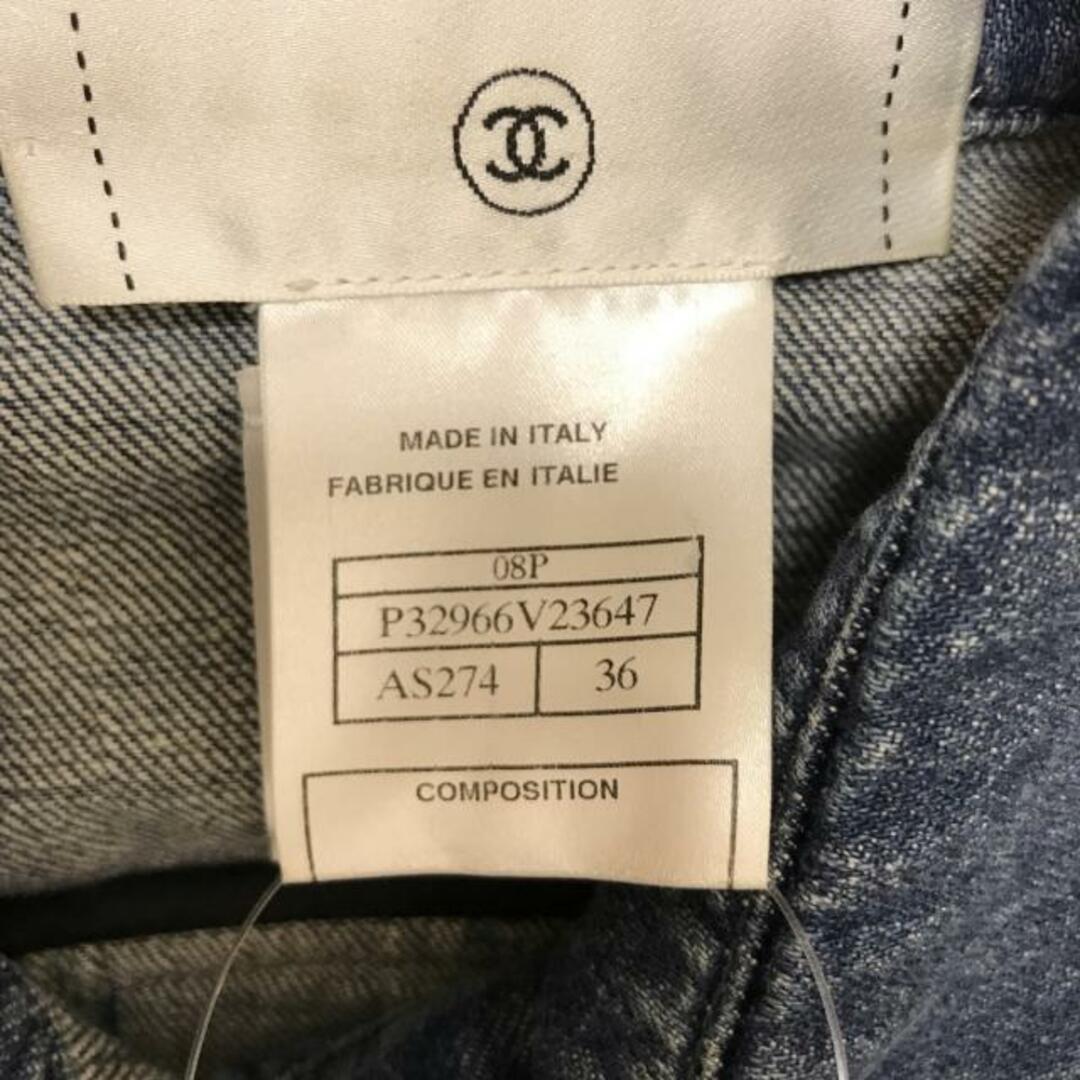 MADE IN ITALY
FABRIQUE EN ITALIE
08P
P32966V23647
AS274 36
COMPOSITION